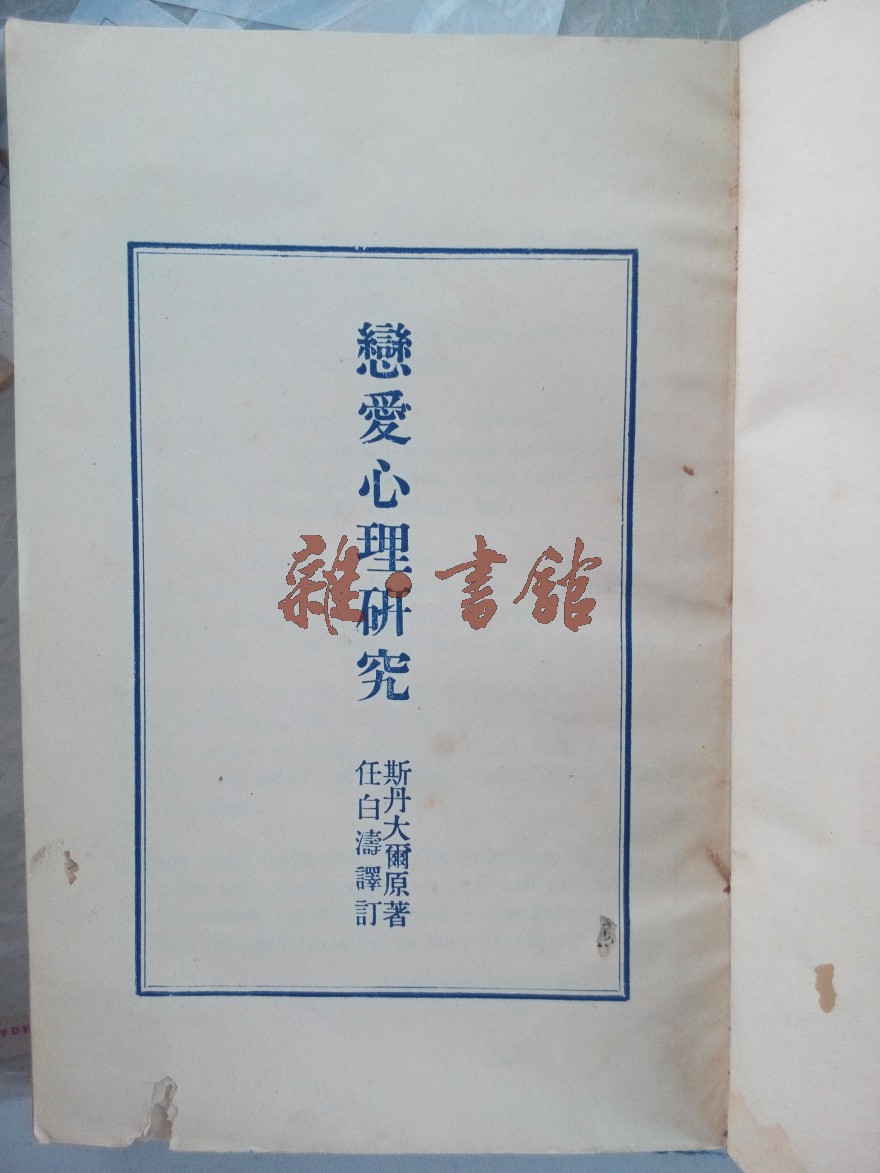 戀愛心理研究
斯丹大爾原著
任白濤譯訂
雜·書館